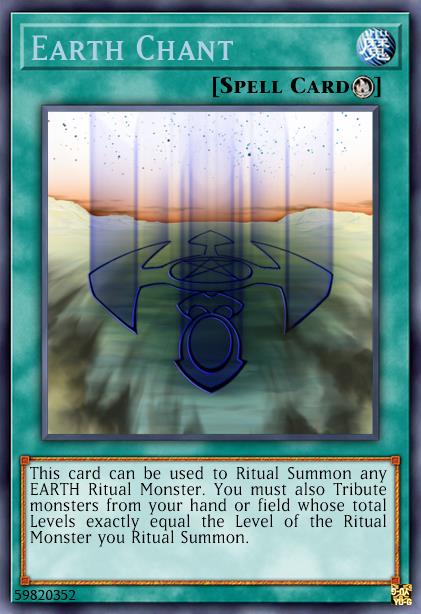 EARTH CHANT
[SPELL CARD]
This card can be used to Ritual Summon any
EARTH Ritual Monster. You must also Tribute
monsters from your hand or field whose total
Levels exactly equal the Level of the Ritual
Monster you Ritual Summon.
59820352